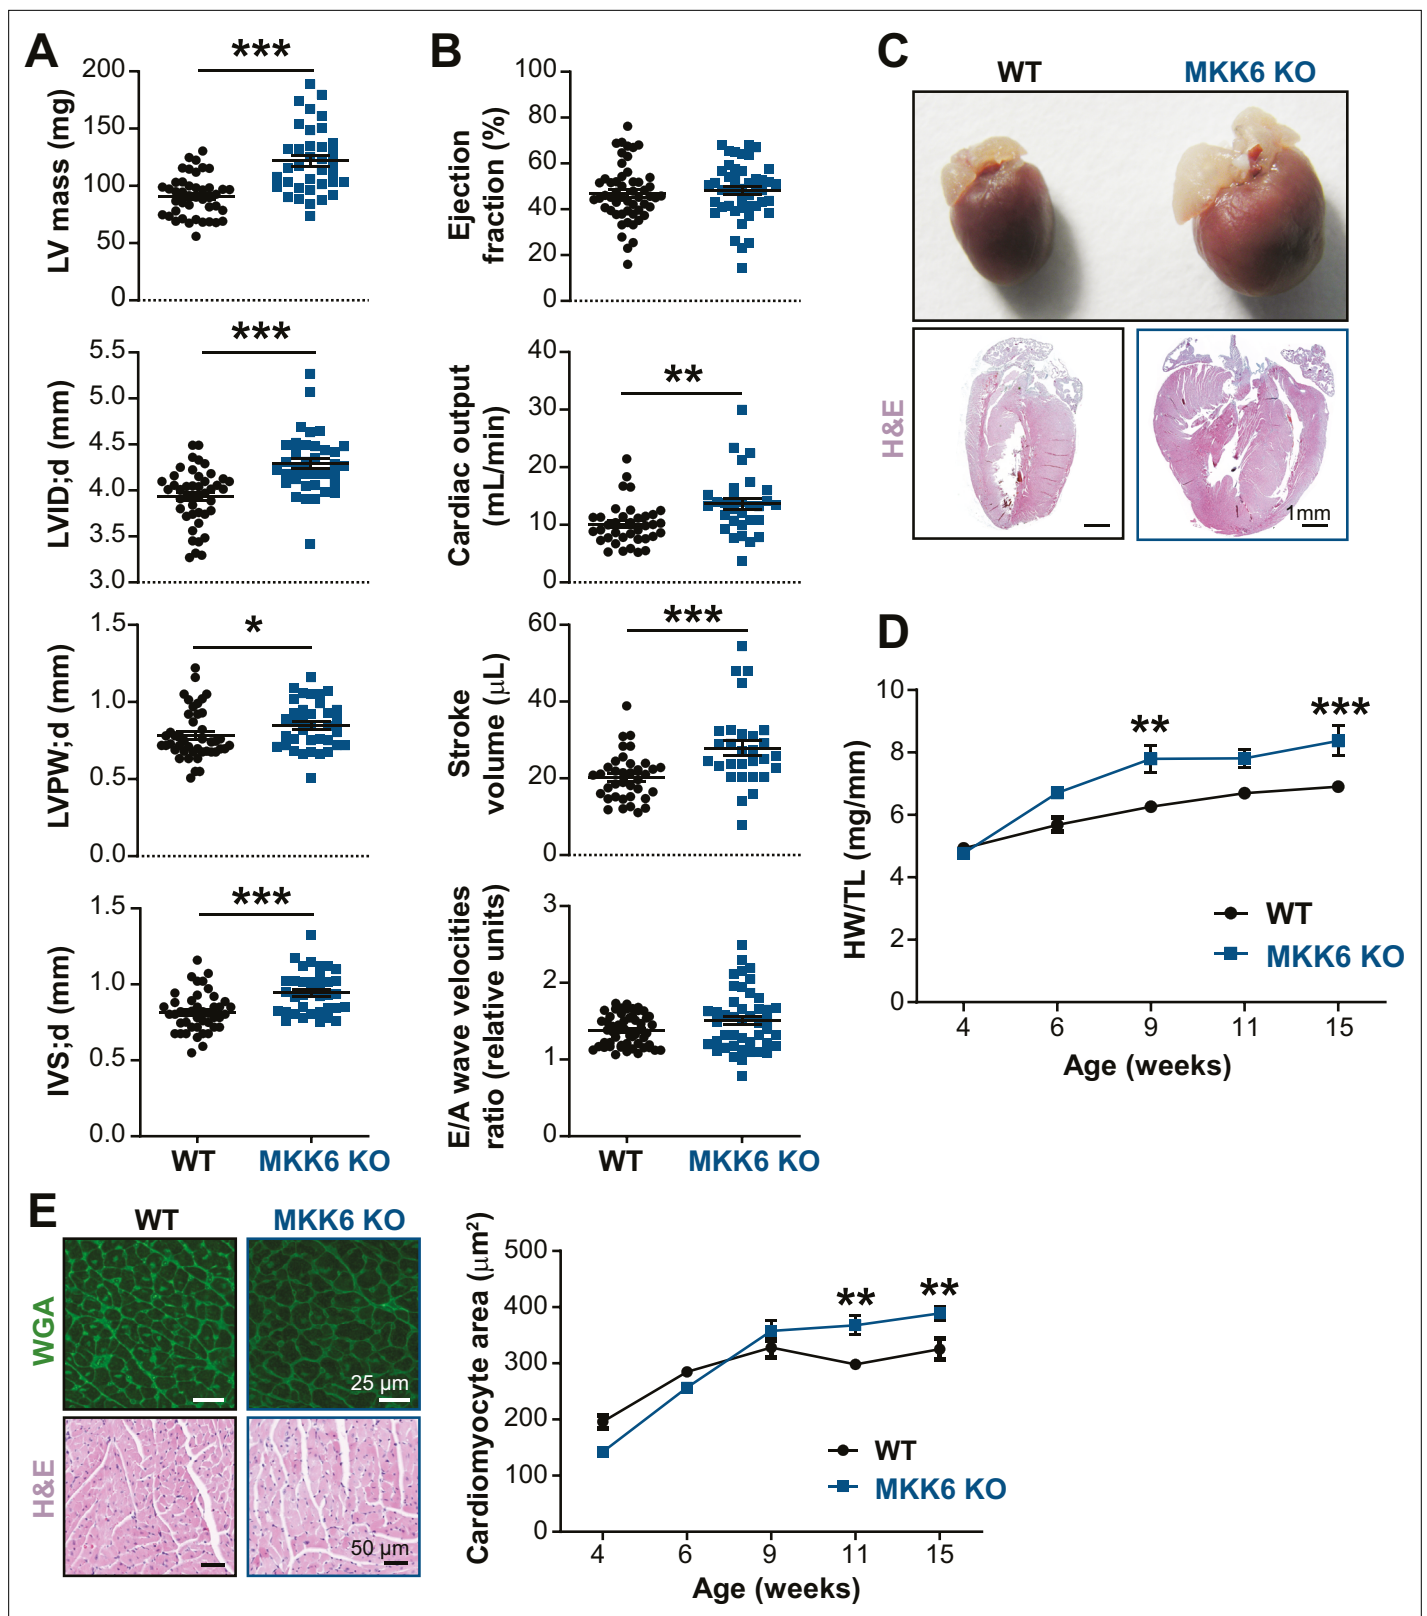 A
***
LV mass (mg)
200
150
100
50
0
***
LVID;d (mm)
5.5
5.0
4.5
4.0
3.5
3.0
*
LVPW;d (mm)
1.5
1.0
0.5
0.0
***
IVS;d (mm)
1.5
1.0
0.5
0.0
WT MKK6 KO
B
Ejection
fraction (%)
100
80
60
40
20
0
**
Cardiac output
(mL/min)
40
30
20
10
0
***
Stroke
volume (μL)
60
40
20
0
E/A wave velocities
ratio (relative units)
3
2
1
0
WT MKK6 KO
C
WT MKK6 KO
H&E
1mm
D
HW/TL (mg/mm)
10
8
6
4
2
0
** ***
WT
MKK6 KO
4 6 9 11 15
Age (weeks)
E
WT MKK6 KO
WGA
25 μm
H&E
50 μm
Cardiomyocyte area (μm²)
500
400
300
200
100
0
** **
WT
MKK6 KO
4 6 9 11 15
Age (weeks)